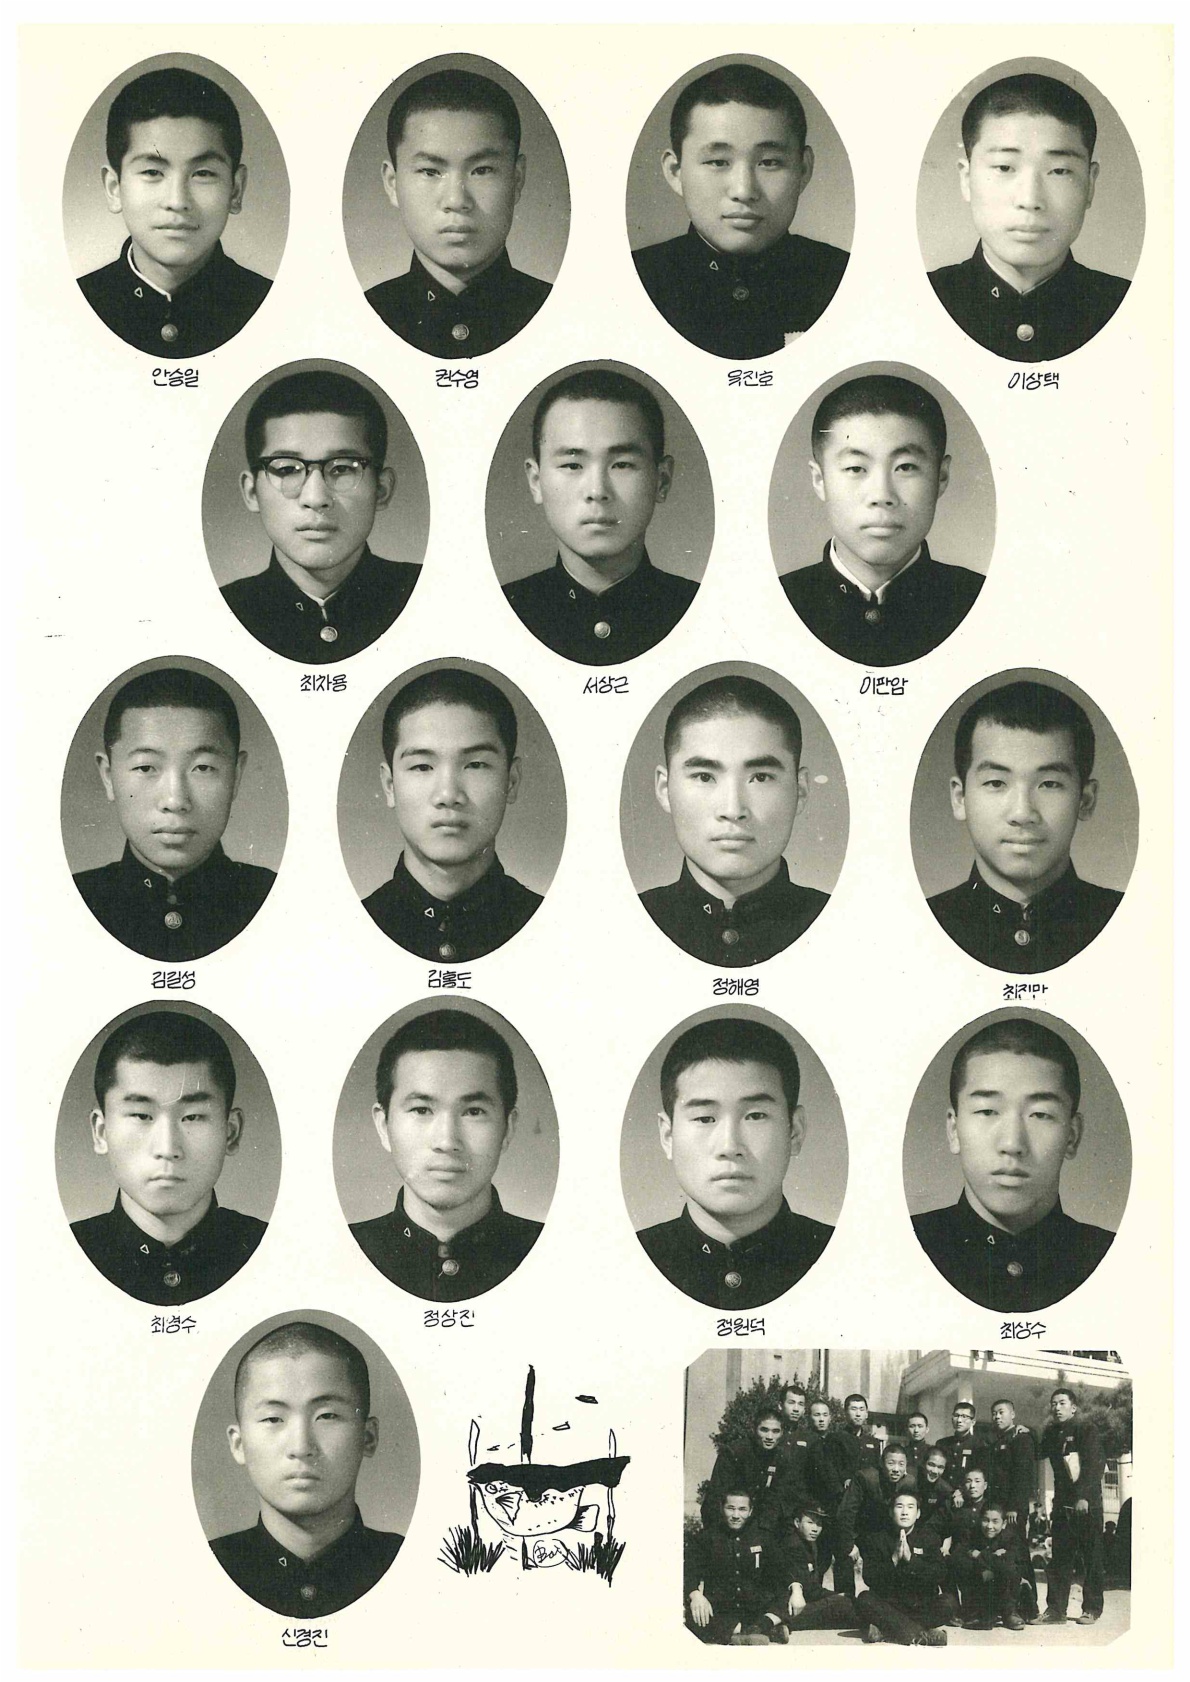 안승일 권수영 육진호 이상택
최차용 서상근 이판암
김길성 김홍도 정해영 최진만
최경수 정상진 정원덕 최상수
신경진